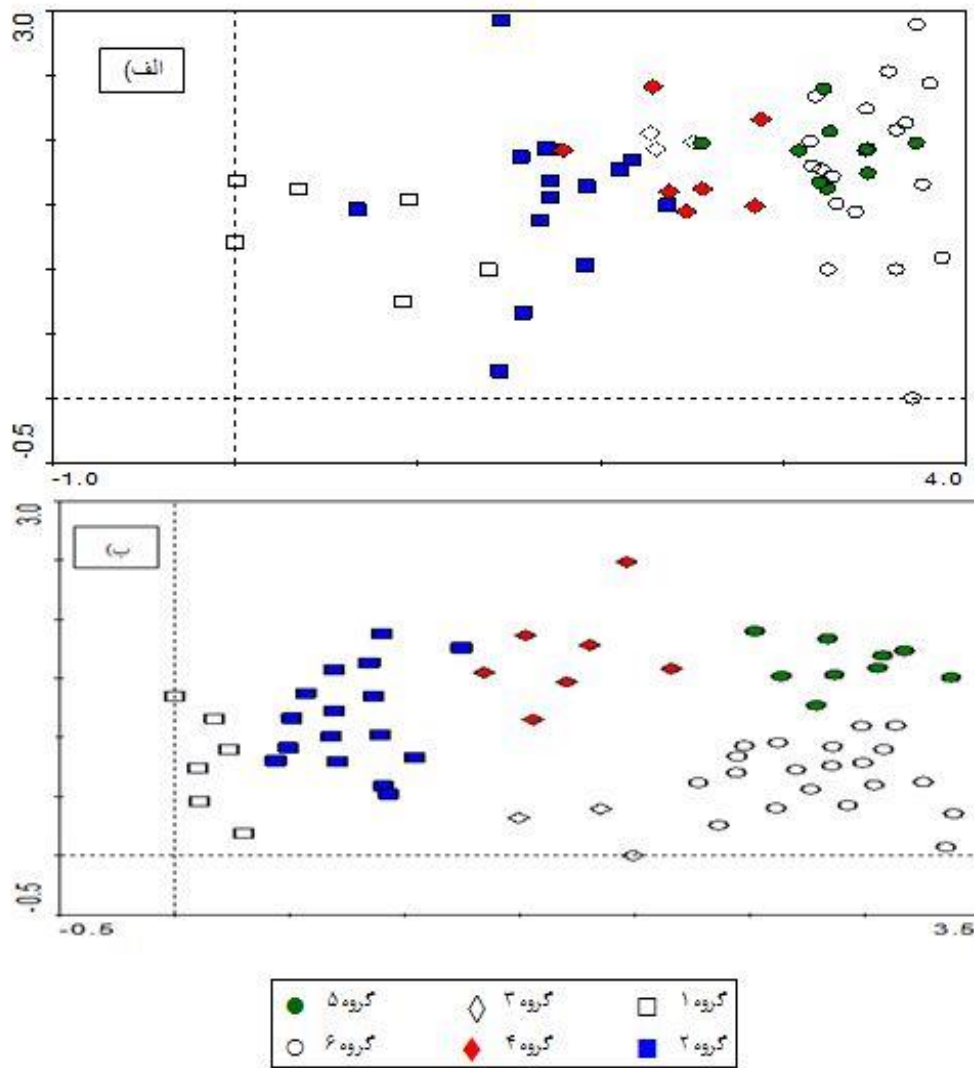 3.0
الف)
-0.5
-1.0
4.0
3.0
ب)
-0.5
-0.5
3.5
گروه ۱
گروه ۳
گروه ۵
گروه ۲
گروه ۴
گروه ۶